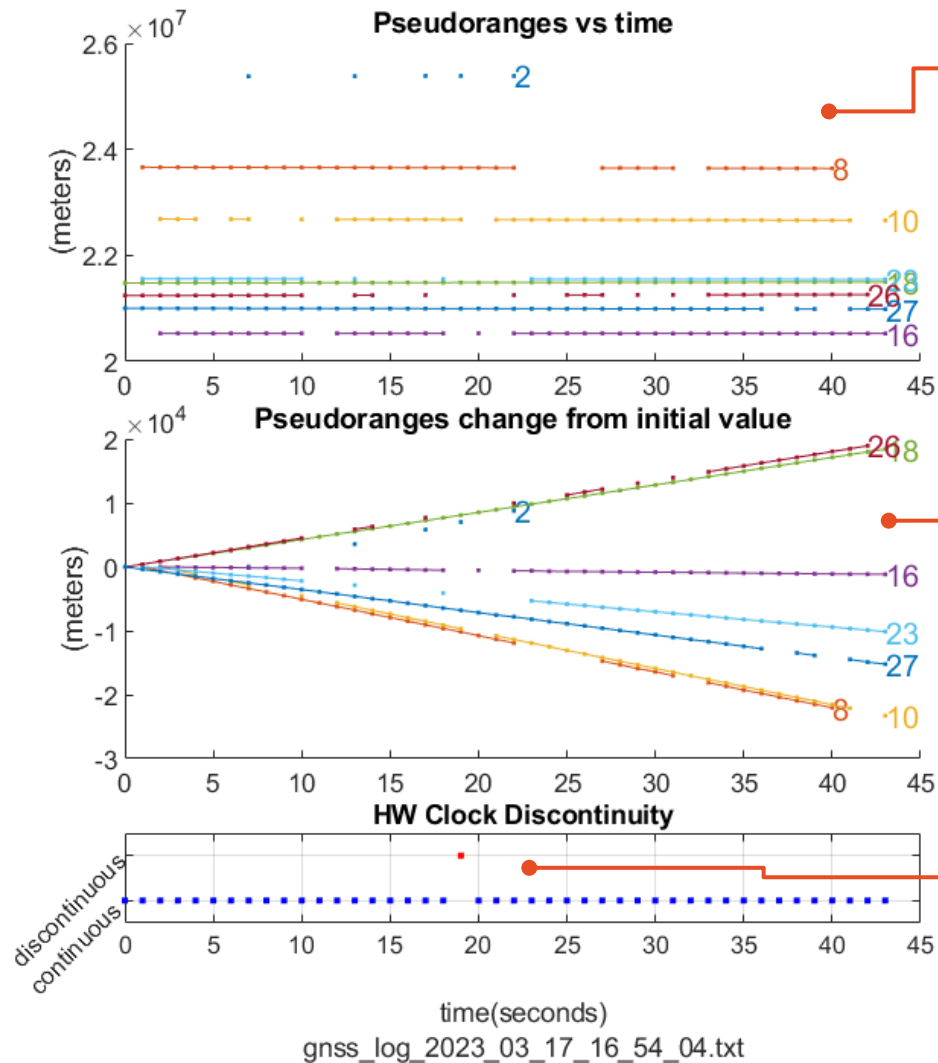 Pseudoranges vs time
×10^7
2.6
2.4
2.2
2
(meters)
2
8
10
23
18
26
27
16
0 5 10 15 20 25 30 35 40 45
Pseudoranges change from initial value
×10^4
2
1
0
-1
-2
-3
(meters)
26
18
2
16
23
27
8
10
0 5 10 15 20 25 30 35 40 45
HW Clock Discontinuity
discontinuous
continuous
0 5 10 15 20 25 30 35 40 45
time(seconds)
gnss_log_2023_03_17_16_54_04.txt